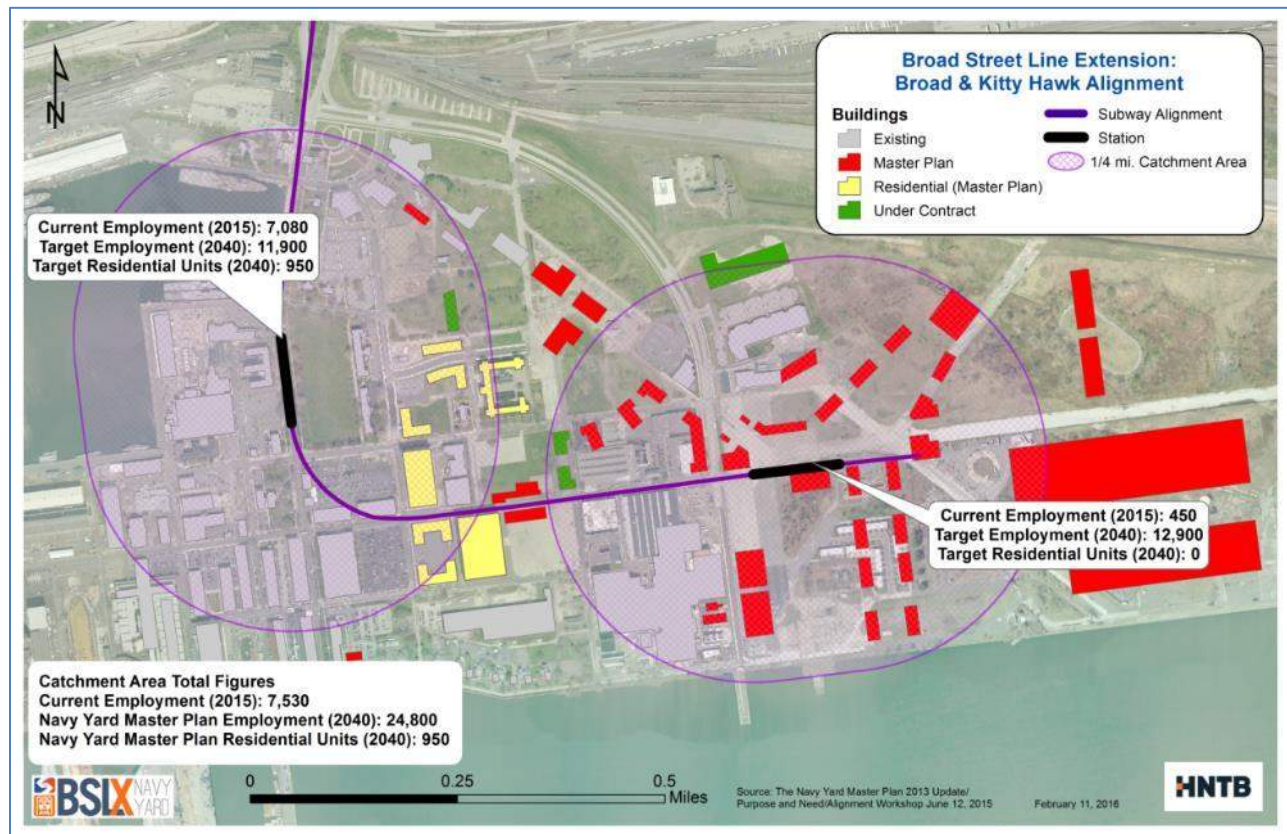 N
Broad Street Line Extension:
Broad & Kitty Hawk Alignment
Buildings
Existing
Master Plan
Residential (Master Plan)
Under Contract
Subway Alignment
Station
1/4 mi. Catchment Area
Current Employment (2015): 7,080
Target Employment (2040): 11,900
Target Residential Units (2040): 950
Current Employment (2015): 450
Target Employment (2040): 12,900
Target Residential Units (2040): 0
Catchment Area Total Figures
Current Employment (2015): 7,530
Navy Yard Master Plan Employment (2040): 24,800
Navy Yard Master Plan Residential Units (2040): 950
0 0.25 0.5
Miles
BSLX NAVY YARD
Source: The Navy Yard Master Plan 2013 Update/
Purpose and Need/Alignment Workshop June 12, 2015 February 11, 2016
HNTB